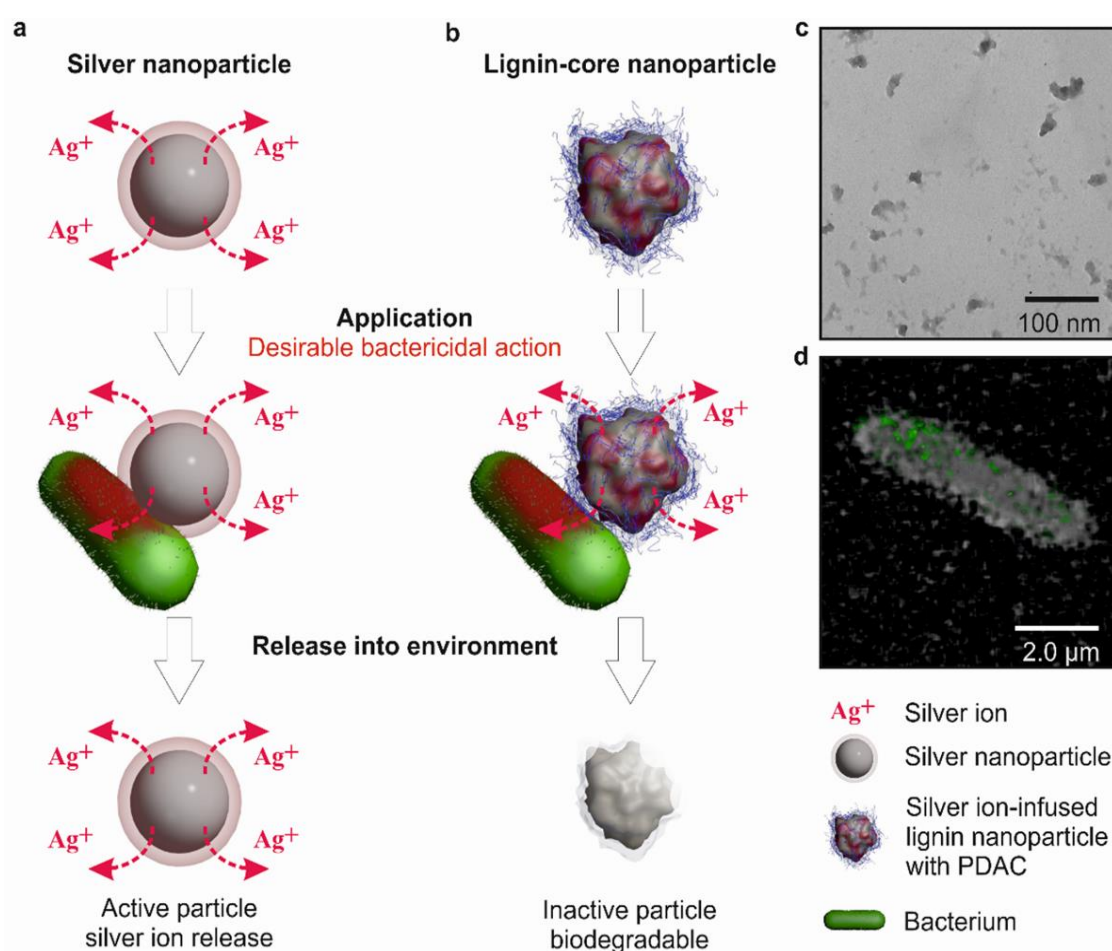 a
Silver nanoparticle
Ag⁺ Ag⁺
Ag⁺ Ag⁺
b
Lignin-core nanoparticle
Application
Desirable bactericidal action
Ag⁺ Ag⁺
Ag⁺
Ag⁺ Ag⁺
Ag⁺
Release into environment
Ag⁺ Ag⁺
Ag⁺ Ag⁺
Active particle
silver ion release
Inactive particle
biodegradable
c
100 nm
d
2.0 µm
Ag⁺ Silver ion
Silver nanoparticle
Silver ion-infused
lignin nanoparticle
with PDAC
Bacterium